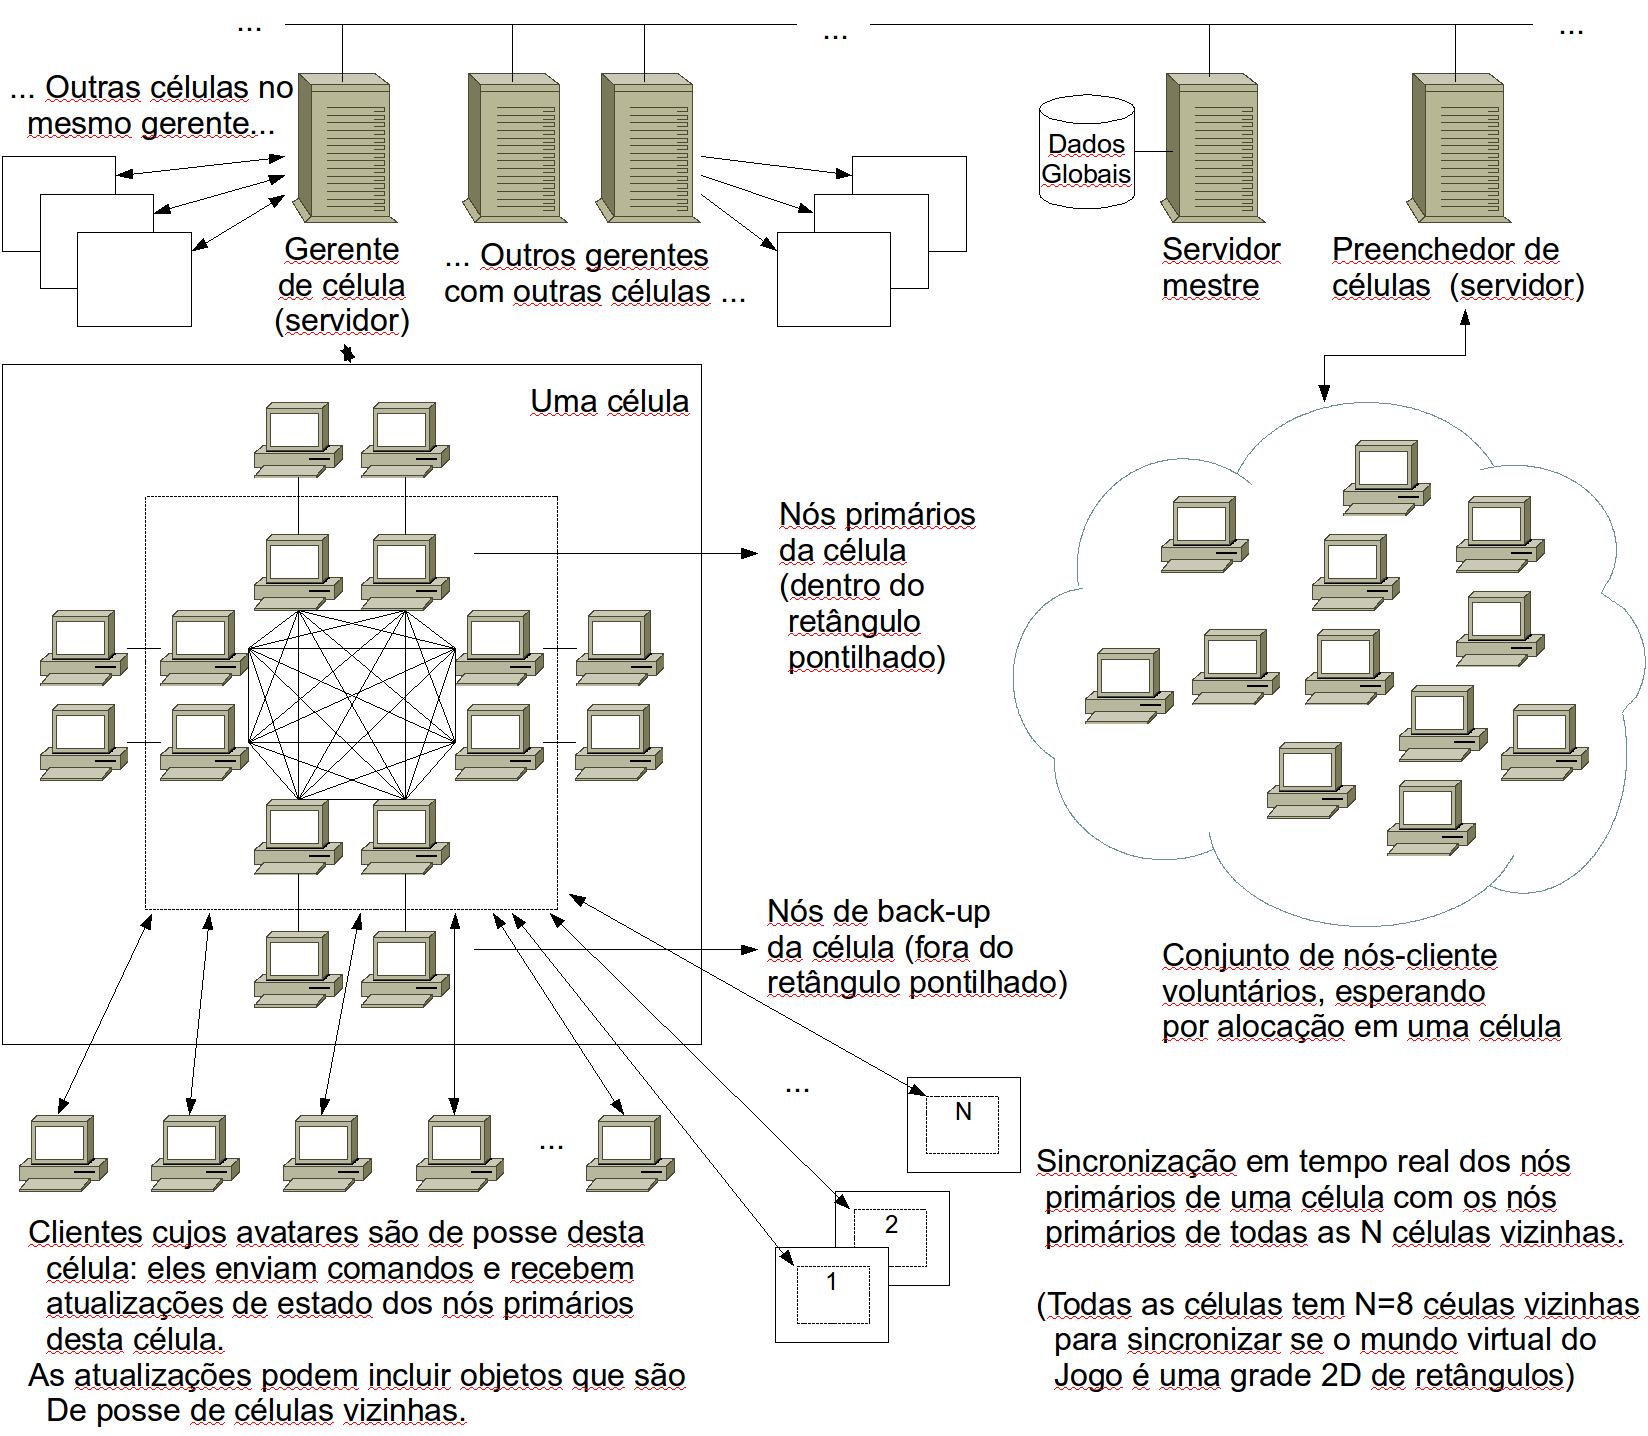 ...
...
...
... Outras células no
mesmo gerente...
Dados
Globais
Gerente
de célula
(servidor)
... Outros gerentes
com outras células ...
Servidor
mestre
Preenchedor de
células (servidor)
Uma célula
Nós primários
da célula
(dentro do
retângulo
pontilhado)
Nós de back-up
da célula (fora do
retângulo pontilhado)
Conjunto de nós-cliente
voluntários, esperando
por alocação em uma célula
...
N
...
2
1
Clientes cujos avatares são de posse desta
célula: eles enviam comandos e recebem
atualizações de estado dos nós primários
desta célula.
As atualizações podem incluir objetos que são
De posse de células vizinhas.
Sincronização em tempo real dos nós
primários de uma célula com os nós
primários de todas as N células vizinhas.
(Todas as células tem N=8 céulas vizinhas
para sincronizar se o mundo virtual do
Jogo é uma grade 2D de retângulos)